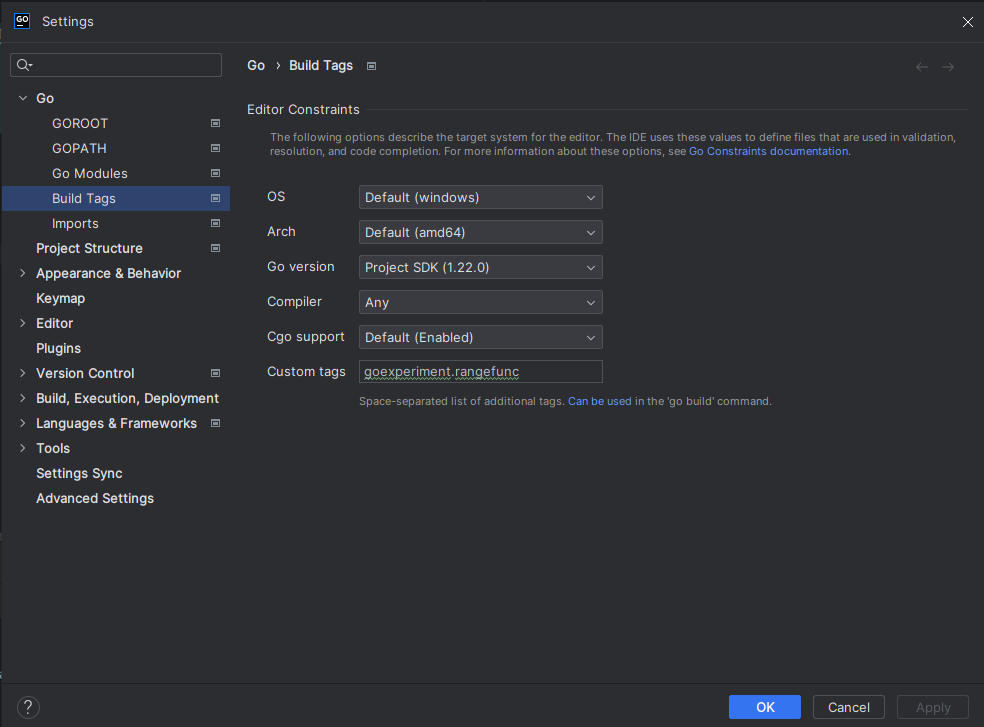 GO Settings
Go › Build Tags
Go
GOROOT
GOPATH
Go Modules
Build Tags
Imports
Project Structure
Appearance & Behavior
Keymap
Editor
Plugins
Version Control
Build, Execution, Deployment
Languages & Frameworks
Tools
Settings Sync
Advanced Settings
Editor Constraints
The following options describe the target system for the editor. The IDE uses these values to define files that are used in validation,
resolution, and code completion. For more information about these options, see Go Constraints documentation.
OS Default (windows)
Arch Default (amd64)
Go version Project SDK (1.22.0)
Compiler Any
Cgo support Default (Enabled)
Custom tags goexperiment.rangefunc
Space-separated list of additional tags. Can be used in the 'go build' command.
? OK Cancel Apply